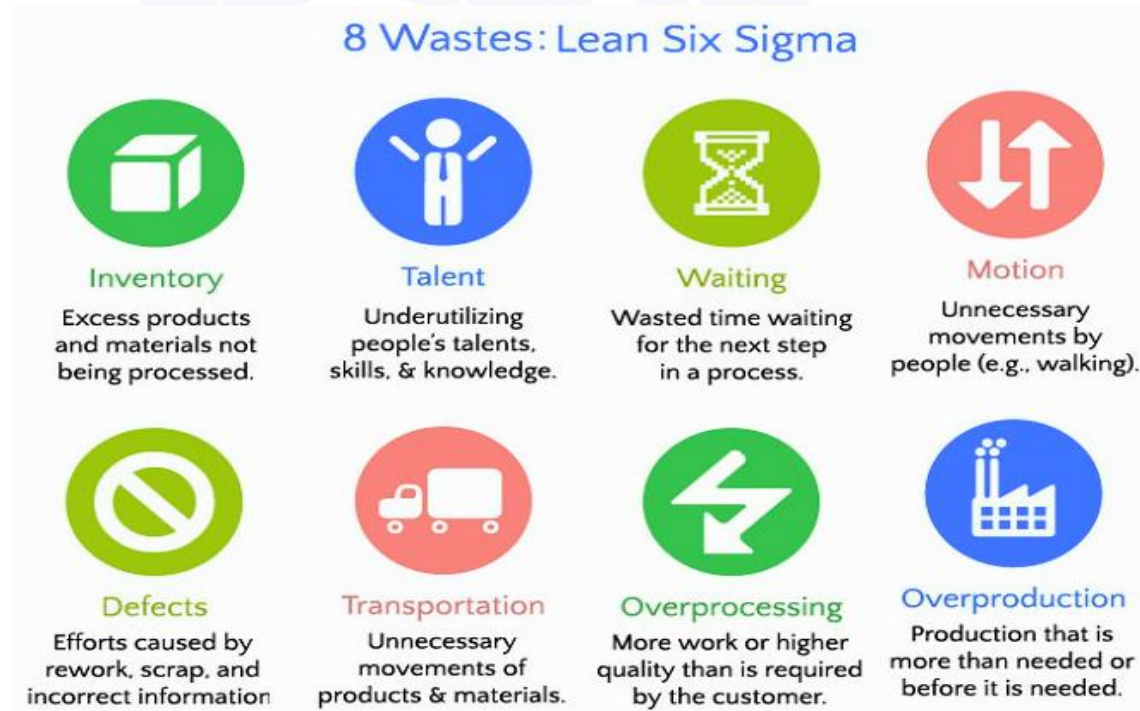 8 Wastes: Lean Six Sigma
Inventory
Excess products
and materials not
being processed.
Talent
Underutilizing
people's talents,
skills, & knowledge.
Waiting
Wasted time waiting
for the next step
in a process.
Motion
Unnecessary
movements by
people (e.g., walking).
Defects
Efforts caused by
rework, scrap, and
incorrect information
Transportation
Unnecessary
movements of
products & materials.
Overprocessing
More work or higher
quality than is required
by the customer.
Overproduction
Production that is
more than needed or
before it is needed.